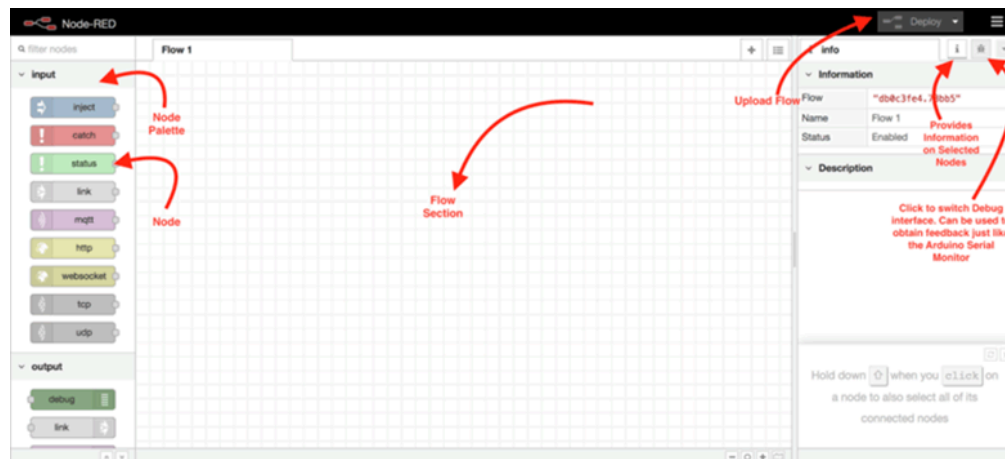 Node-RED
Deploy
filter nodes
Flow 1
info
i
input
inject
catch
status
link
mqtt
http
websocket
tcp
udp
output
debug
link
Node
Palette
Node
Flow
Section
Upload Flow
Information
Flow
Name Flow 1
Status Enabled
Provides
Information
on Selected
Nodes
Description
Click to switch Debug
interface. Can be used
obtain feedback just
the Arduino Serial
Monitor
Hold down when you click on
a node to also select all of its
connected nodes